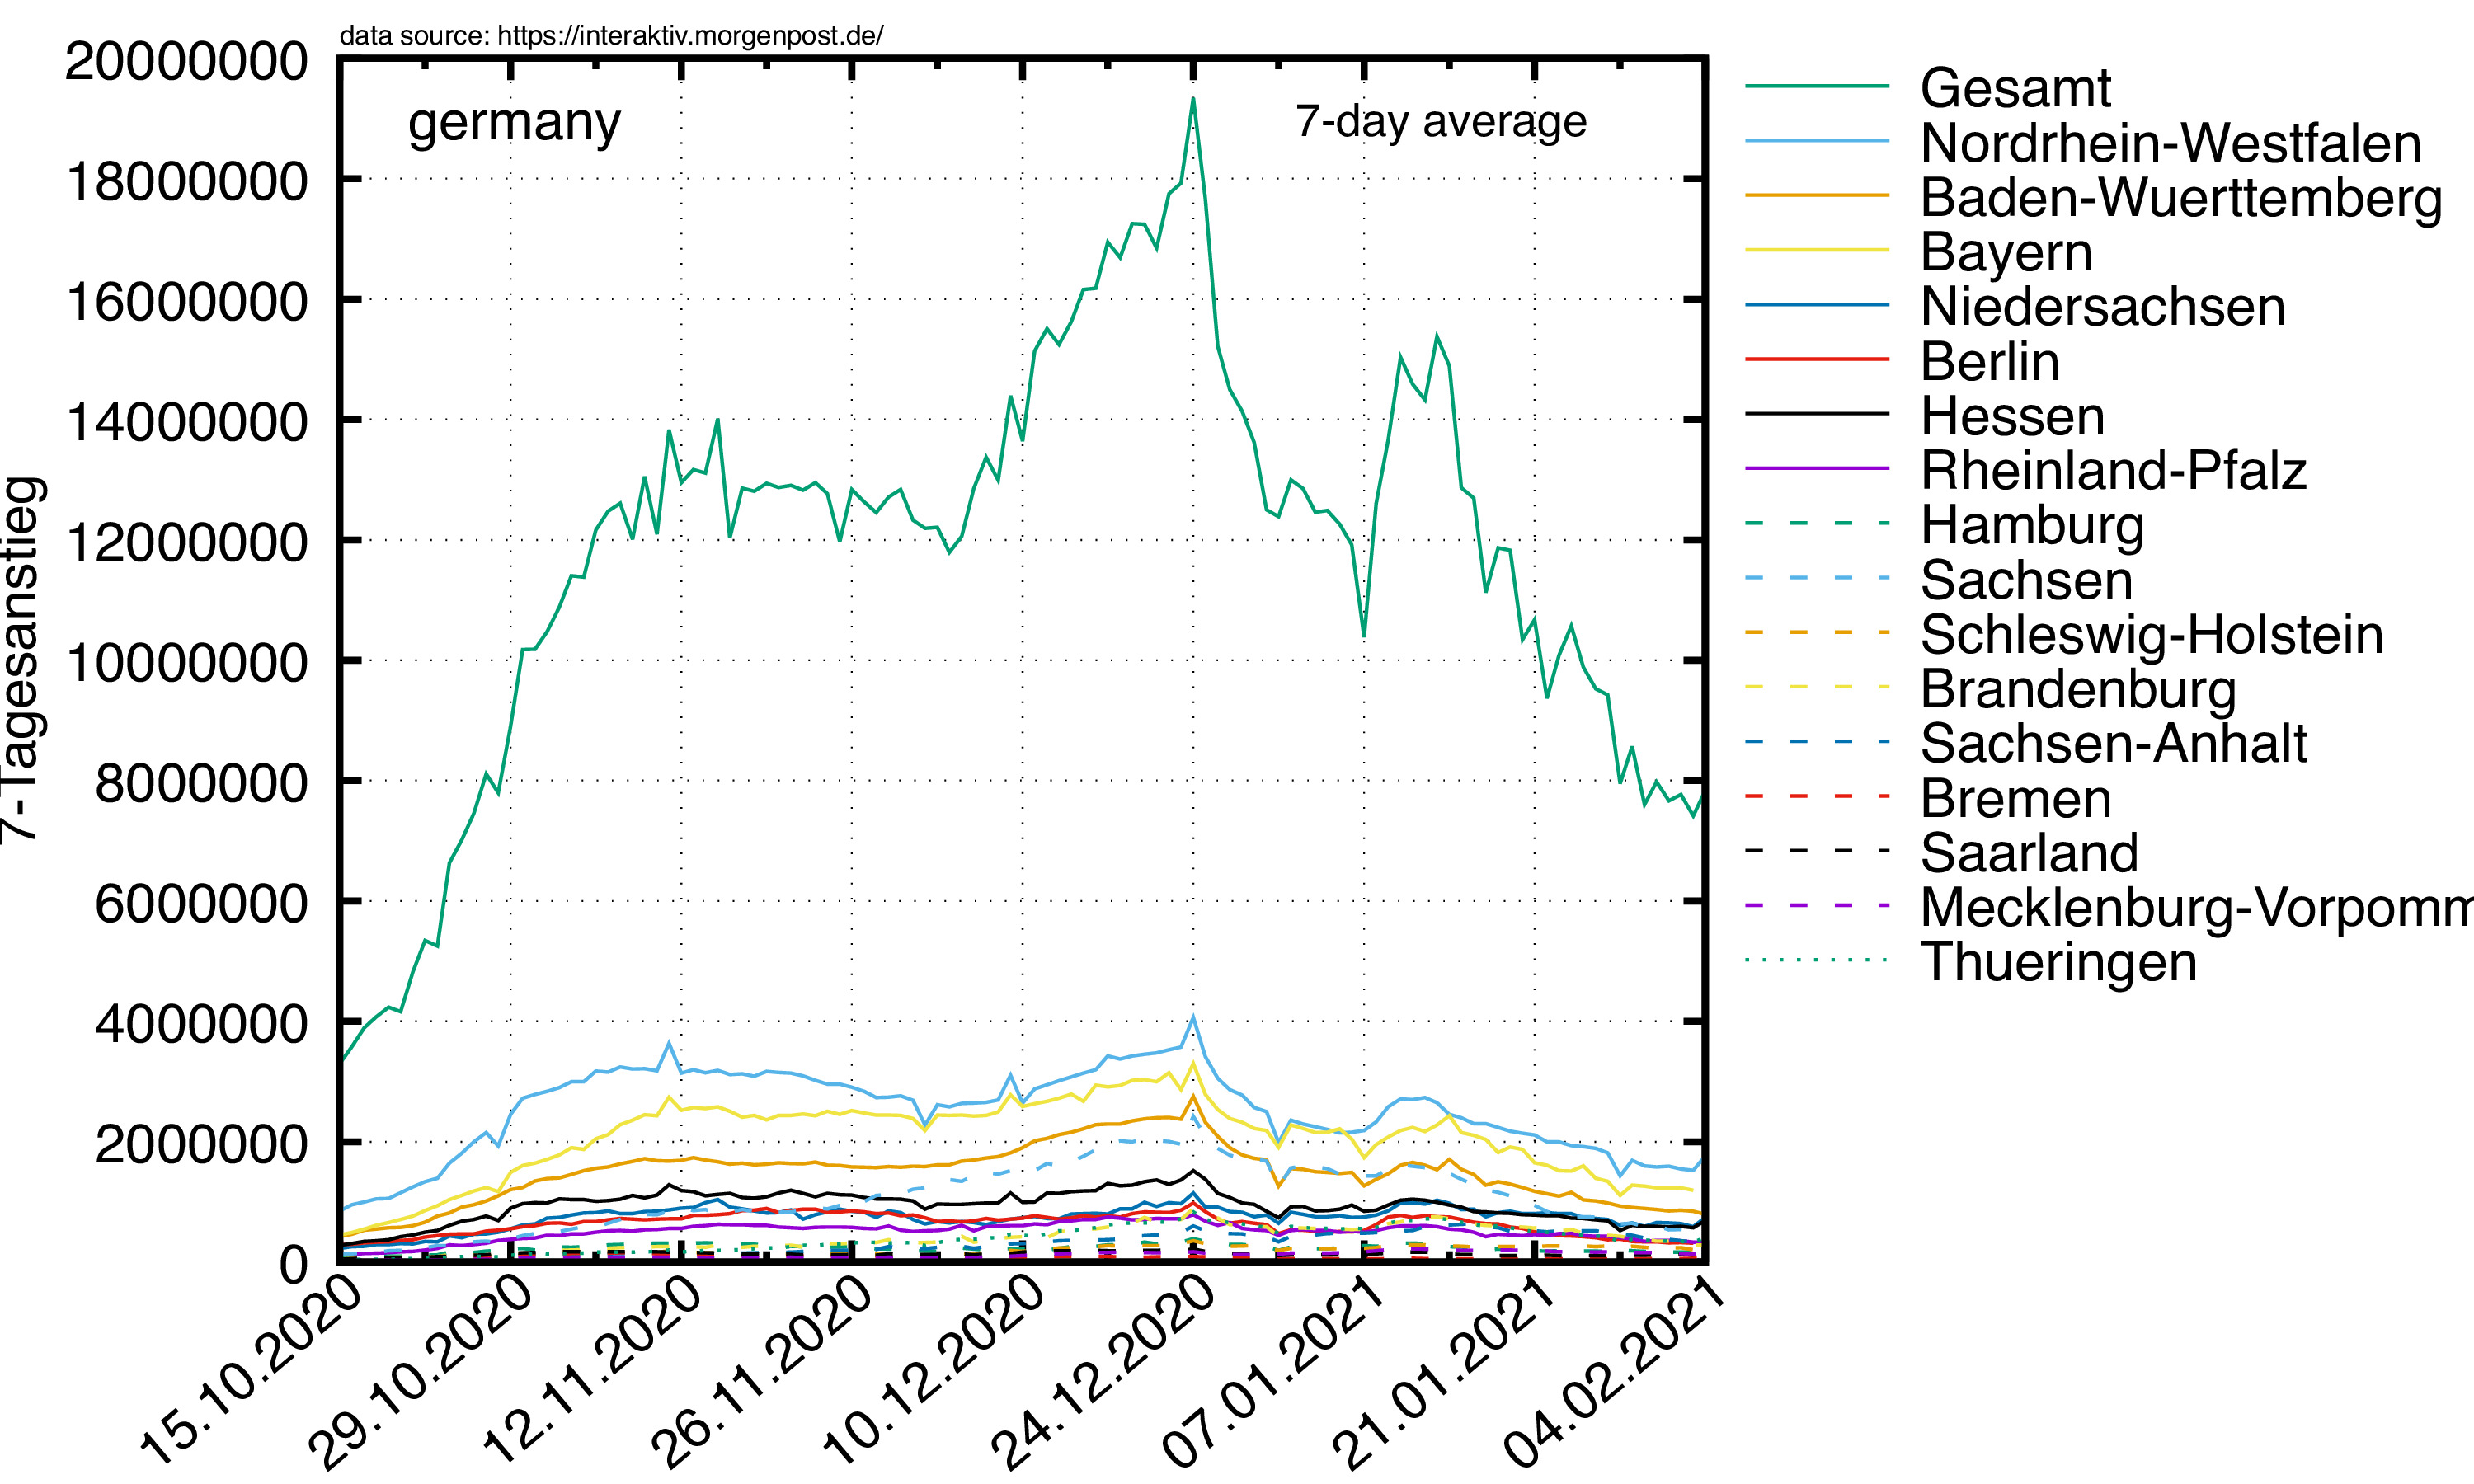 data source: https://interaktiv.morgenpost.de/
germany
7-day average
7-Tagesanstieg
20000000
18000000
16000000
14000000
12000000
10000000
8000000
6000000
4000000
2000000
0
15.10.2020
29.10.2020
12.11.2020
26.11.2020
10.12.2020
24.12.2020
07.01.2021
21.01.2021
04.02.2021
Gesamt
Nordrhein-Westfalen
Baden-Wuerttemberg
Bayern
Niedersachsen
Berlin
Hessen
Rheinland-Pfalz
Hamburg
Sachsen
Schleswig-Holstein
Brandenburg
Sachsen-Anhalt
Bremen
Saarland
Mecklenburg-Vorpomm
Thueringen